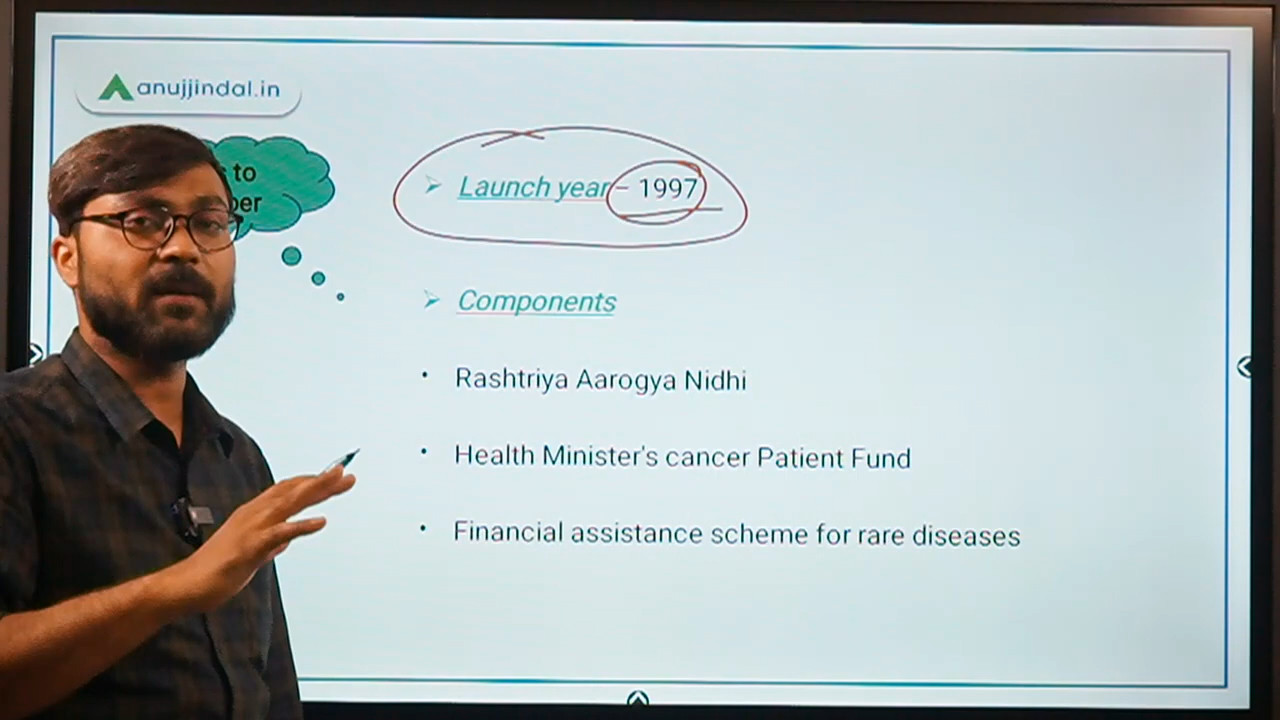 anujjindal.in
to
Launch year – 1997
Components
Rashtriya Aarogya Nidhi
Health Minister's cancer Patient Fund
Financial assistance scheme for rare diseases